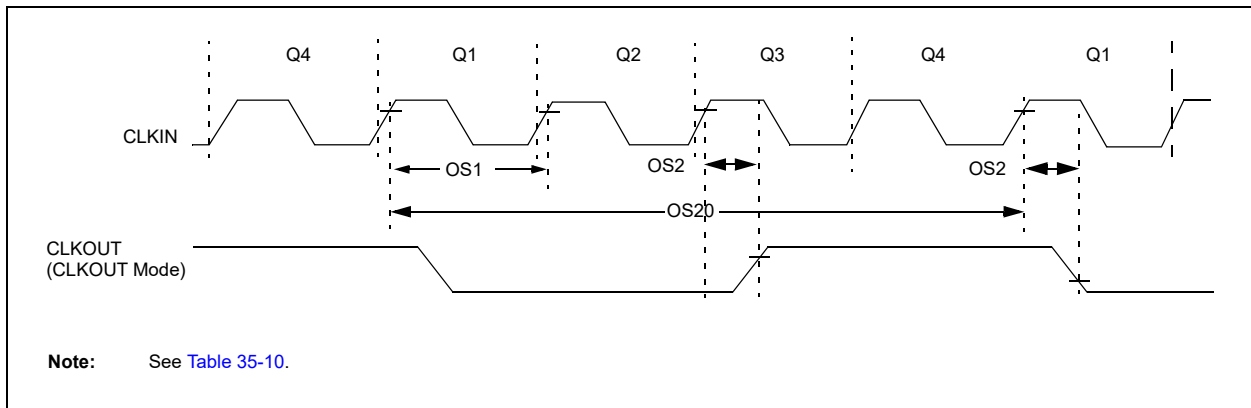 Q4 Q1 Q2 Q3 Q4 Q1
CLKIN
OS1 OS2 OS2
OS20
CLKOUT
(CLKOUT Mode)
Note: See Table 35-10.